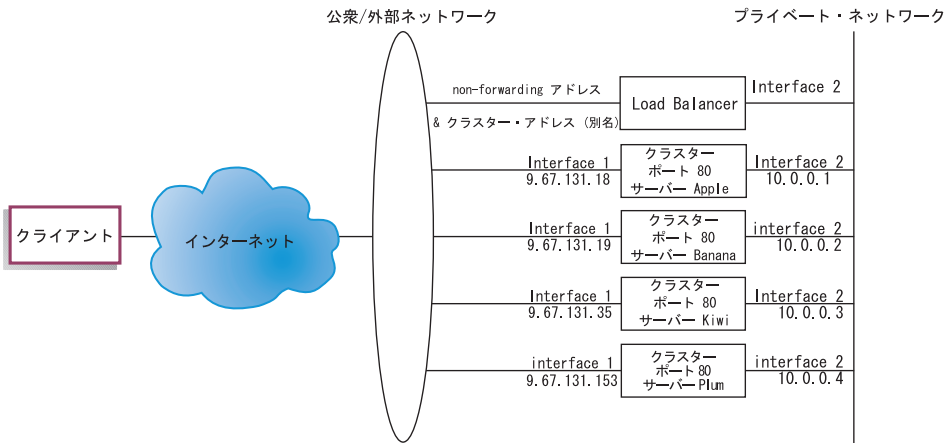 公衆/外部ネットワーク
プライベート・ネットワーク
non-forwarding アドレス
& クラスター・アドレス (別名)
Load Balancer
Interface 2
Interface 1
9.67.131.18
クラスター
ポート 80
サーバー Apple
Interface 2
10.0.0.1
クライアント
インターネット
Interface 1
9.67.131.19
クラスター
ポート 80
サーバー Banana
interface 2
10.0.0.2
Interface 1
9.67.131.35
クラスター
ポート 80
サーバー Kiwi
Interface 2
10.0.0.3
interface 1
9.67.131.153
クラスター
ポート80
サーバーPlum
interface 2
10.0.0.4